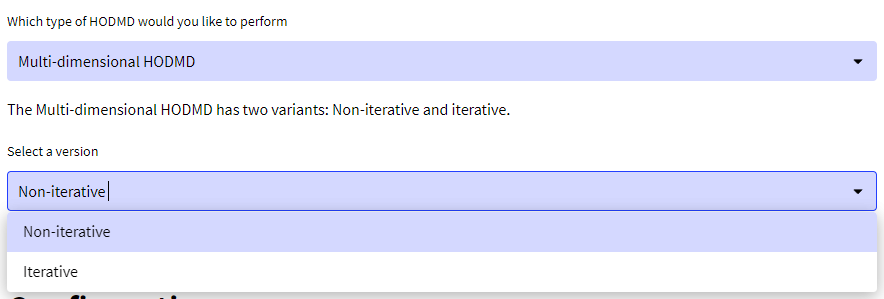 Which type of HODMD would you like to perform
Multi-dimensional HODMD
The Multi-dimensional HODMD has two variants: Non-iterative and iterative.
Select a version
Non-iterative
Non-iterative
Iterative